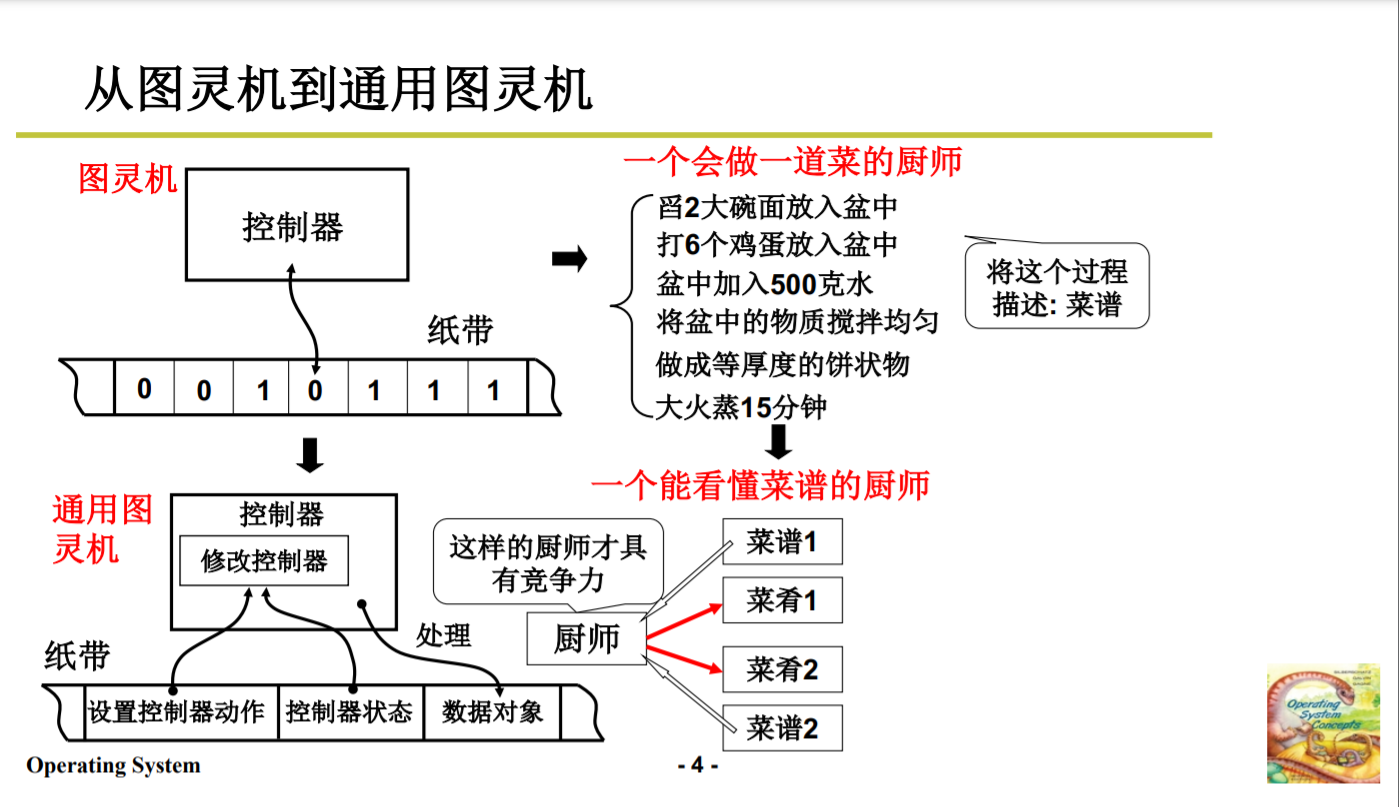 从图灵机到通用图灵机
图灵机
控制器
纸带
0 0 1 0 1 1 1
一个会做一道菜的厨师
舀2大碗面放入盆中
打6个鸡蛋放入盆中
盆中加入500克水
将盆中的物质搅拌均匀
做成等厚度的饼状物
大火蒸15分钟
将这个过程
描述: 菜谱
通用图
灵机
控制器
修改控制器
处理
纸带
设置控制器动作 控制器状态 数据对象
一个能看懂菜谱的厨师
这样的厨师才具
有竞争力
厨师
菜谱1
菜肴1
菜肴2
菜谱2
Operating System
- 4 -
Operating
System
Concepts